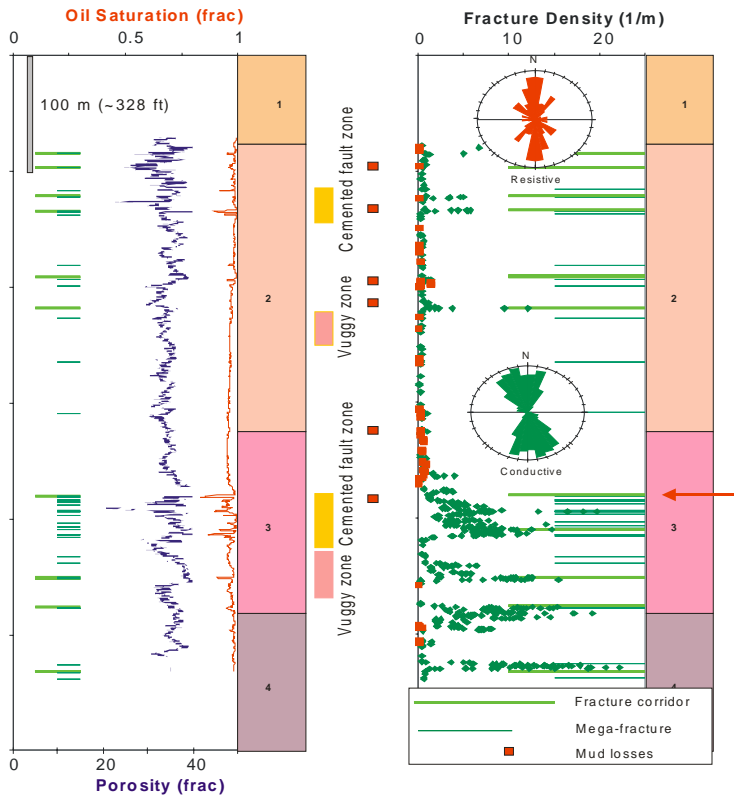 Oil Saturation (frac)
0 0.5 1
100 m (~328 ft)
1
2
3
4
0 20 40
Porosity (frac)
Cemented fault zone
Vuggy zone
Cemented fault zone
Vuggy zone
Fracture Density (1/m)
0 10 20
N
Resistive
N
Conductive
1
2
3
4
Fracture corridor
Mega-fracture
Mud losses